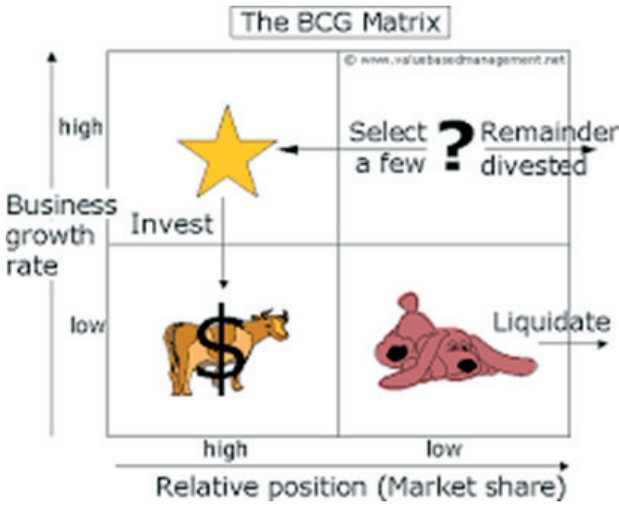 The BCG Matrix
© www.valuebasedmanagement.net
high
Select
a few
?
Remainder
divested
Business
growth
rate
Invest
low
$
Liquidate
high
low
Relative position (Market share)